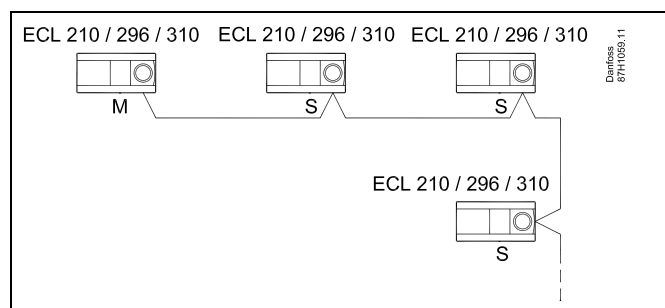 ECL 210 / 296 / 310 ECL 210 / 296 / 310 ECL 210 / 296 / 310
M S S
Danfoss
87H1059.11
ECL 210 / 296 / 310
S